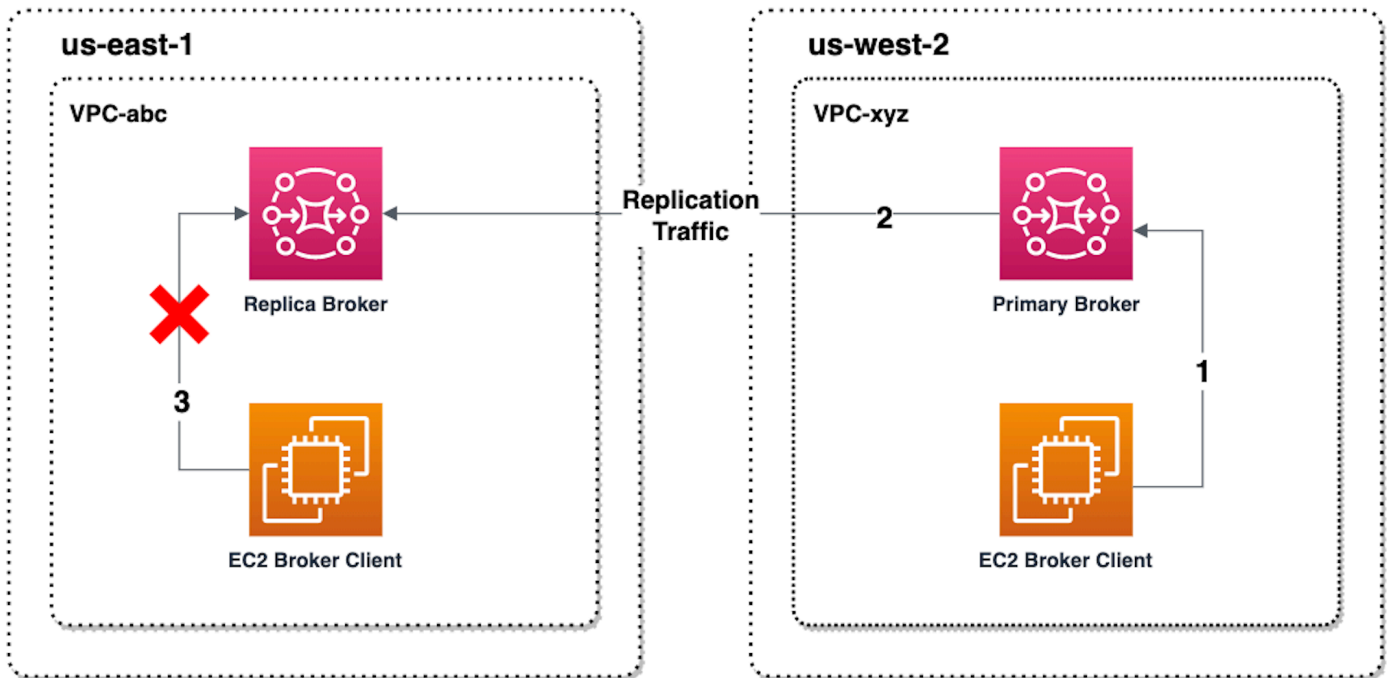 us-east-1
us-west-2
VPC-abc
VPC-xyz
Replication
Traffic
2
Replica Broker
Primary Broker
1
3
EC2 Broker Client
EC2 Broker Client